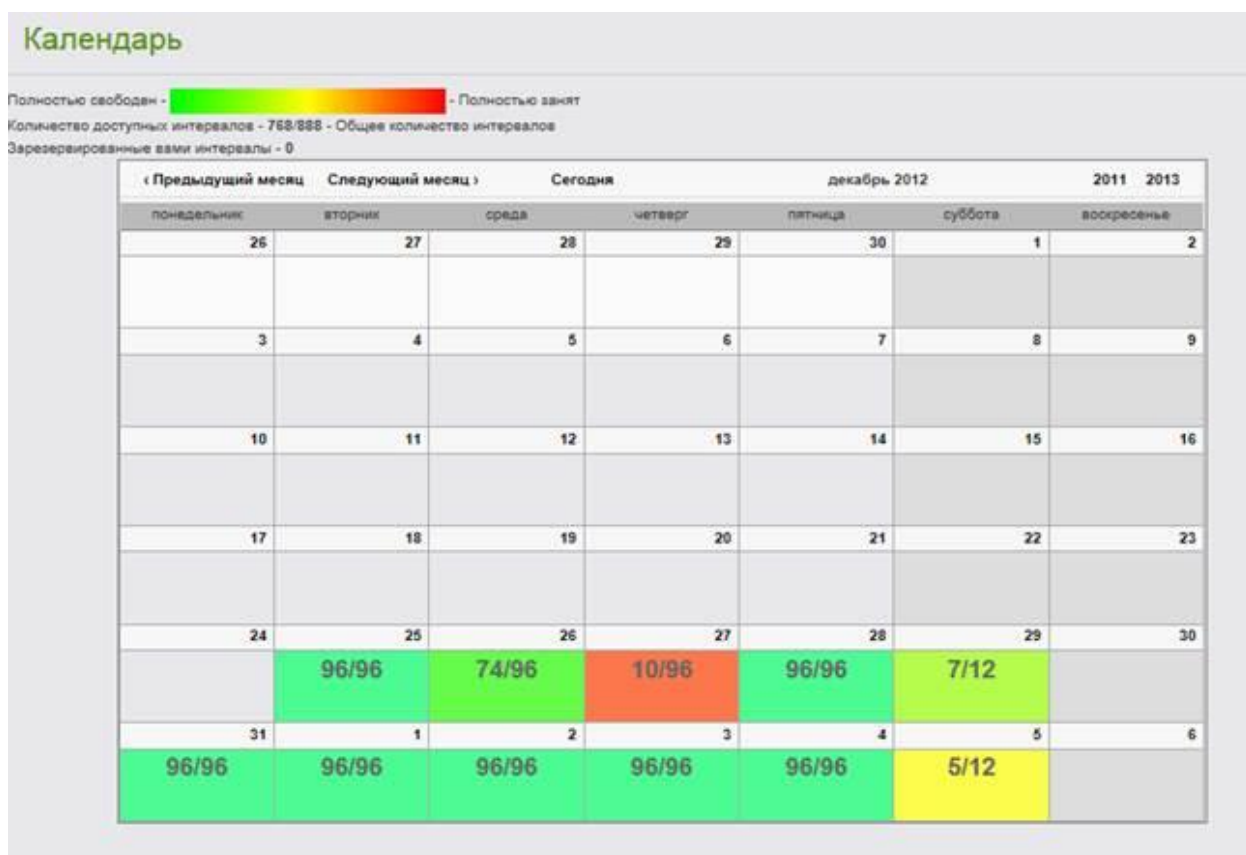 Календарь
Полностью свободен - - Полностью занят
Количество доступных интервалов - 768/888 - Общее количество интервалов
Зарезервированные вами интервалы - 0
‹ Предыдущий месяц Следующий месяц › Сегодня декабрь 2012 2011 2013
понедельник вторник среда четверг пятница суббота воскресенье
26 27 28 29 30 1 2
3 4 5 6 7 8 9
10 11 12 13 14 15 16
17 18 19 20 21 22 23
24 25 26 27 28 29 30
96/96 74/96 10/96 96/96 7/12
31 1 2 3 4 5 6
96/96 96/96 96/96 96/96 96/96 5/12